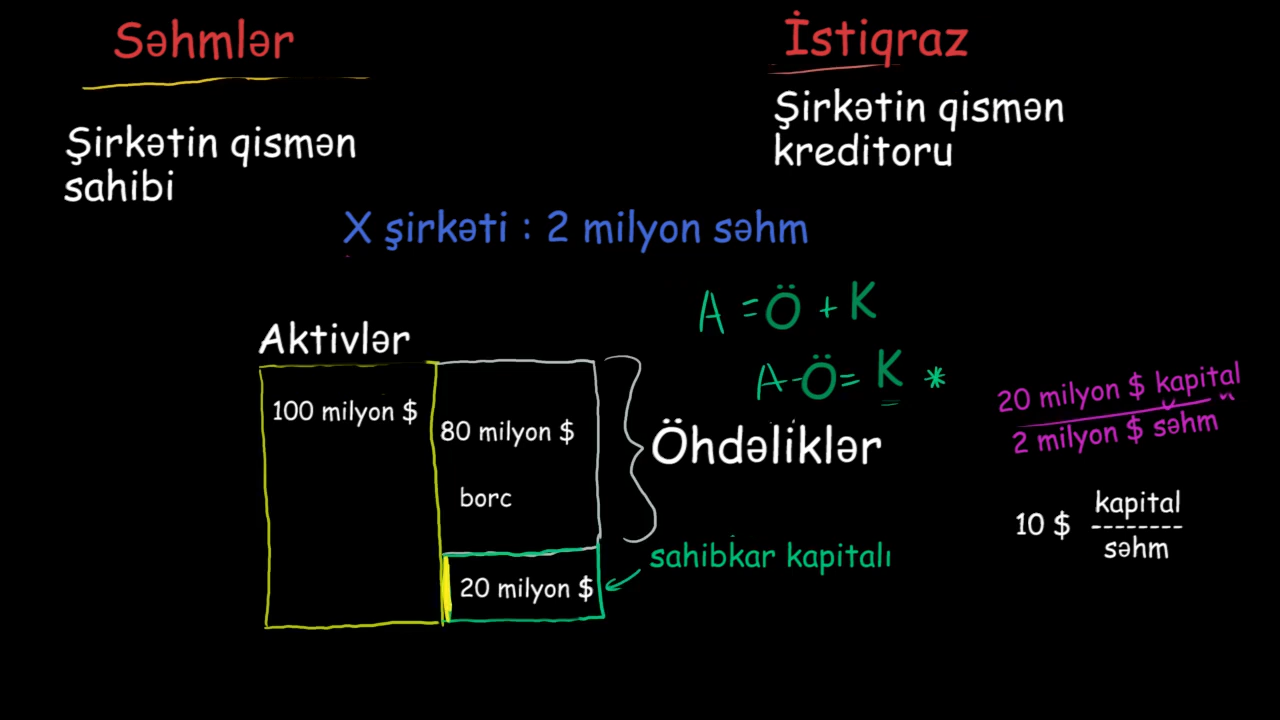 Səhmlər
İstiqraz
Şirkətin qismən
sahibi
Şirkətin qismən
kreditoru
X şirkəti : 2 milyon səhm
A = Ö + K
A - Ö = K *
Aktivlər
100 milyon $
80 milyon $
borc
Öhdəliklər
20 milyon $
sahibkar kapitalı
20 milyon $ kapital
2 milyon $ səhm
10 $
kapital
--------
səhm